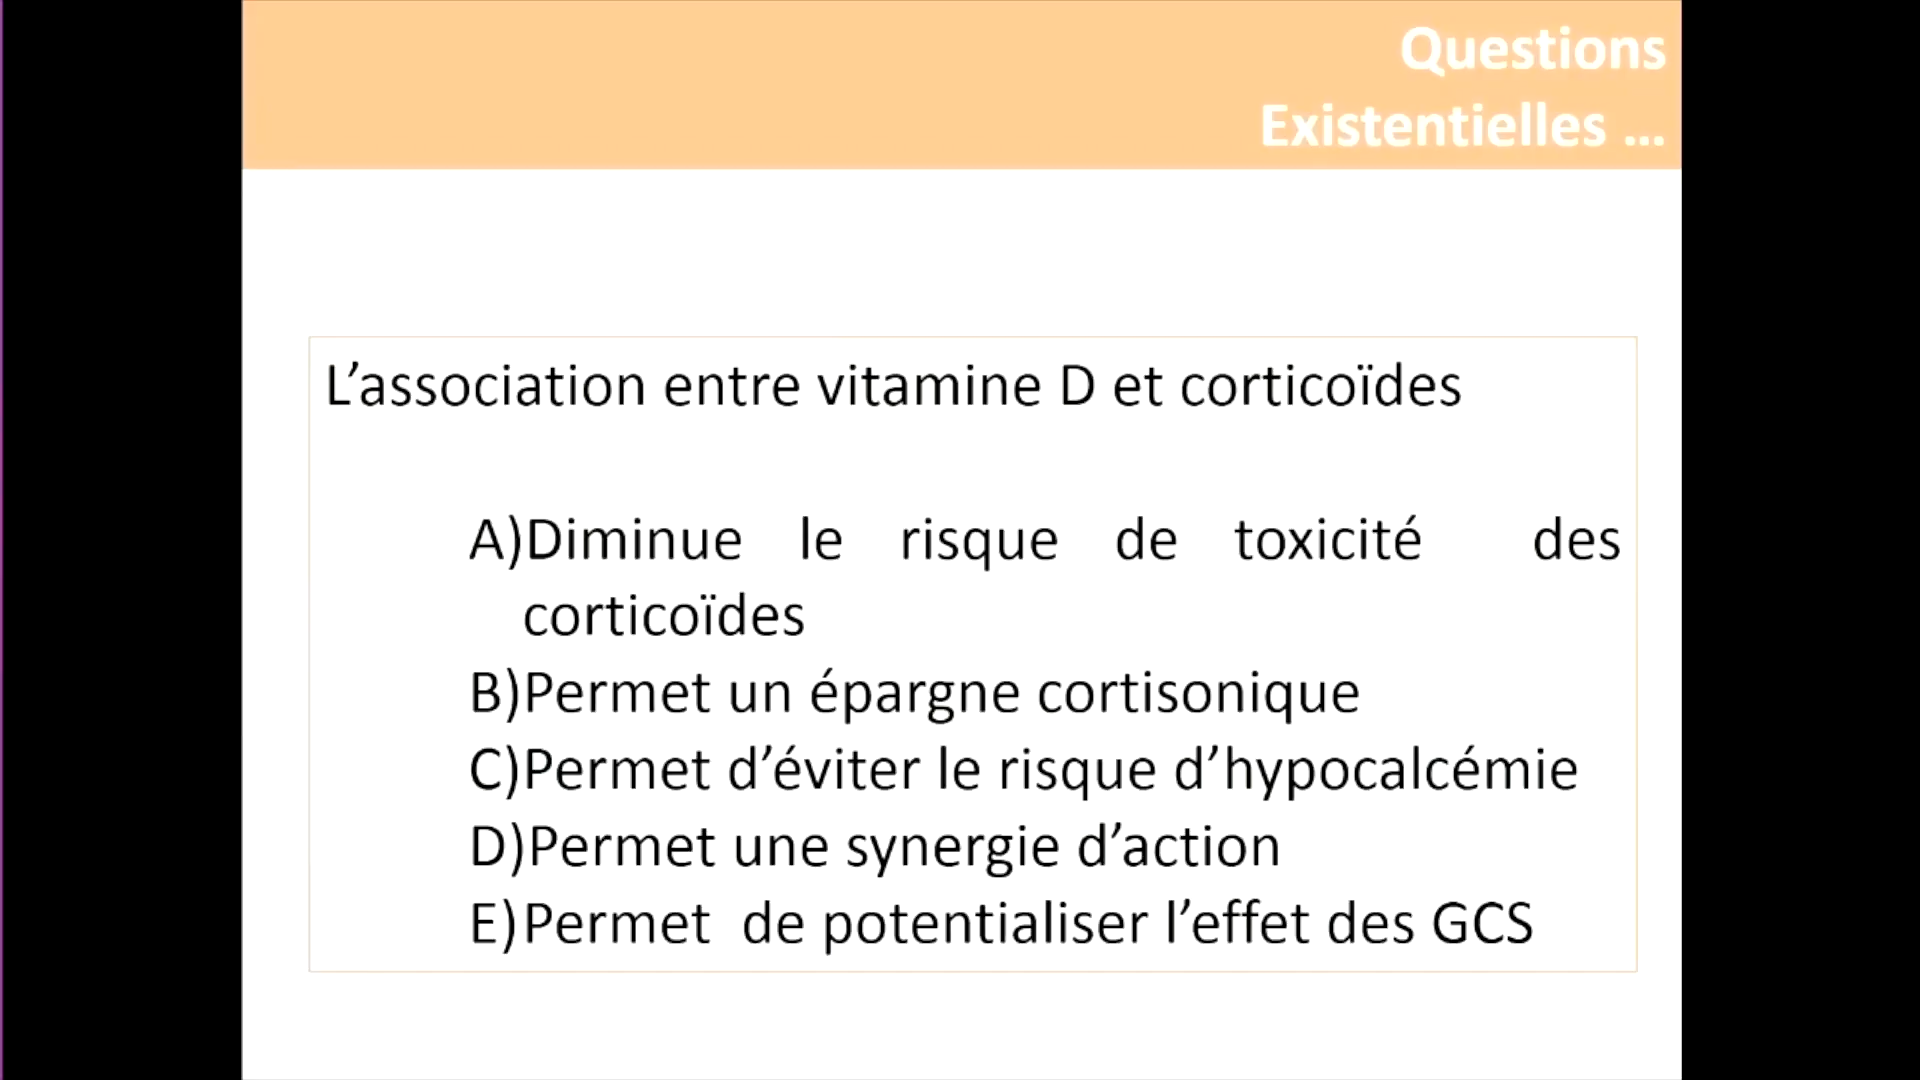 Questions
Existentielles ...
L’association entre vitamine D et corticoïdes
A)Diminue le risque de toxicité des
corticoïdes
B)Permet un épargne cortisonique
C)Permet d’éviter le risque d’hypocalcémie
D)Permet une synergie d’action
E)Permet de potentialiser l’effet des GCS